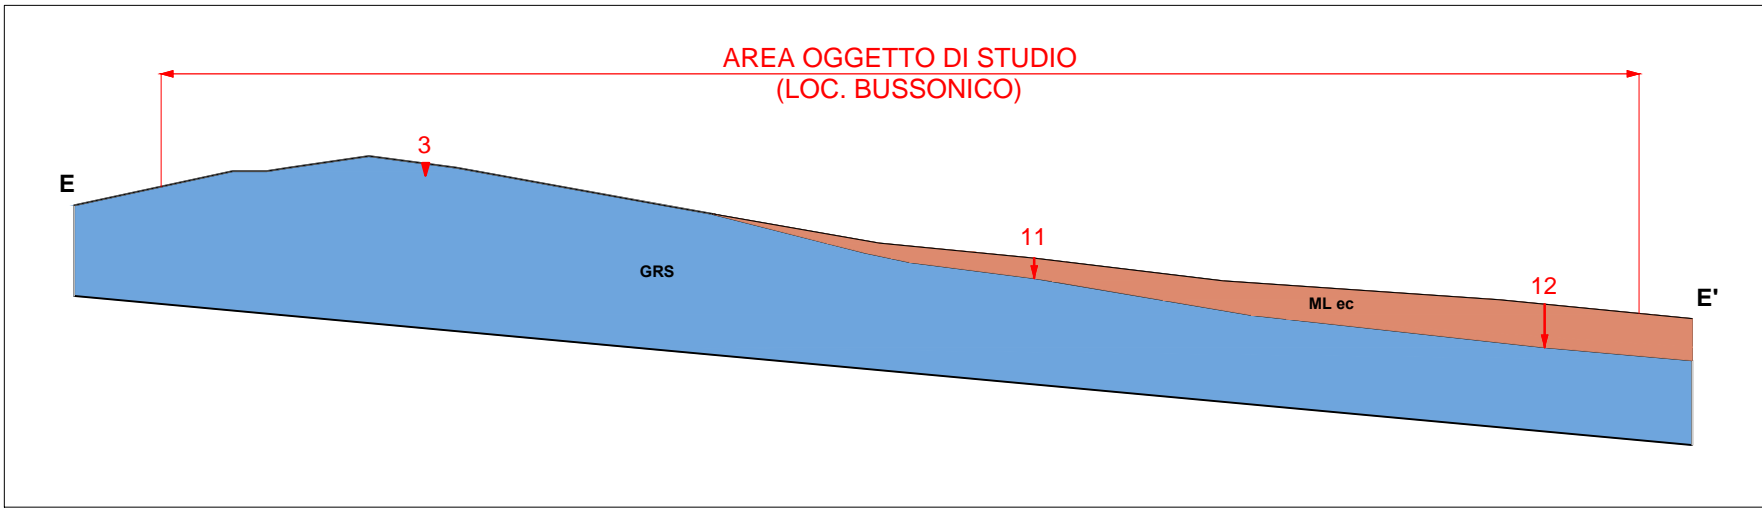 AREA OGGETTO DI STUDIO
(LOC. BUSSONICO)
3
E
11
GRS
12
ML ec
E'